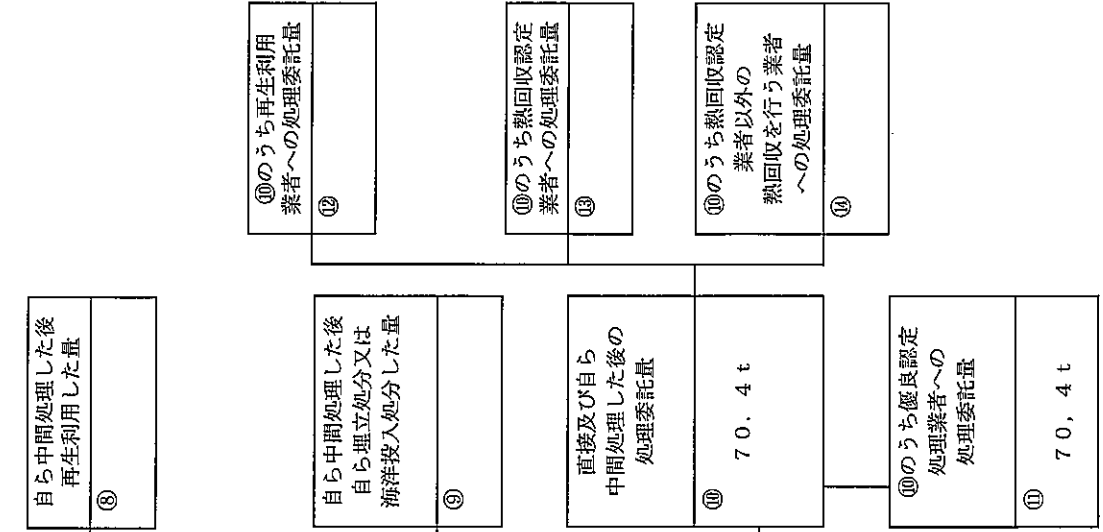 自ら中間処理した後
再生利用した量
⑧
自ら中間処理した後
自ら埋立処分又は
海洋投入処分した量
⑨
直接及び自ら
中間処理した後の
処理委託量
⑩
70.4t
⑩のうち優良認定
処理業者への
処理委託量
⑪
70,4t
⑩のうち再生利用
業者への処理委託量
⑫
⑩のうち熱回収認定
業者への処理委託量
⑬
⑩のうち熱回収認定
業者以外の
熱回収を行う業者
への処理委託量
⑭